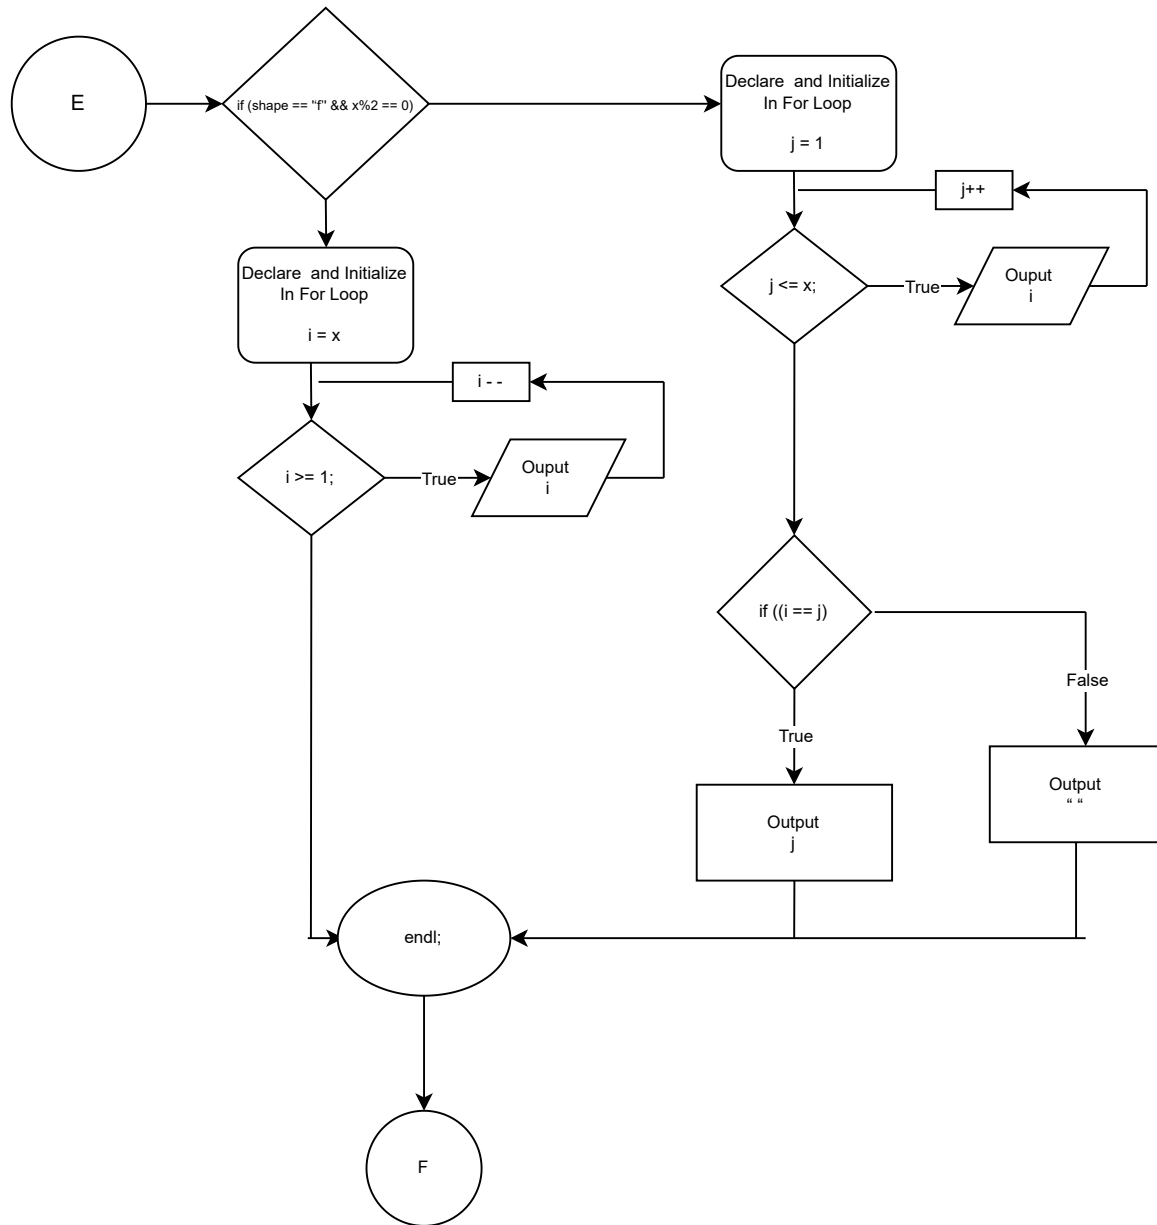 E
if (shape == "f" && x%2 == 0)
Declare and Initialize
In For Loop
j = 1
j++
j <= x;
True
Ouput
i
Declare and Initialize
In For Loop
i = x
i - -
i >= 1;
True
Ouput
i
if ((i == j)
False
True
Output
“ “
Output
j
endl;
F